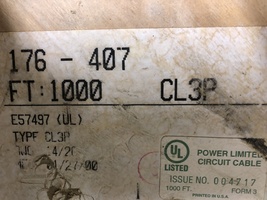 176 - 407
FT: 1000 CL3P
E57497 (UL)
TYPE CL3P
UL
LISTED
POWER LIMITED
CIRCUIT CABLE
ISSUE NO. 004717
1000 FT. FORM 3
PRINTED IN U.S.A.